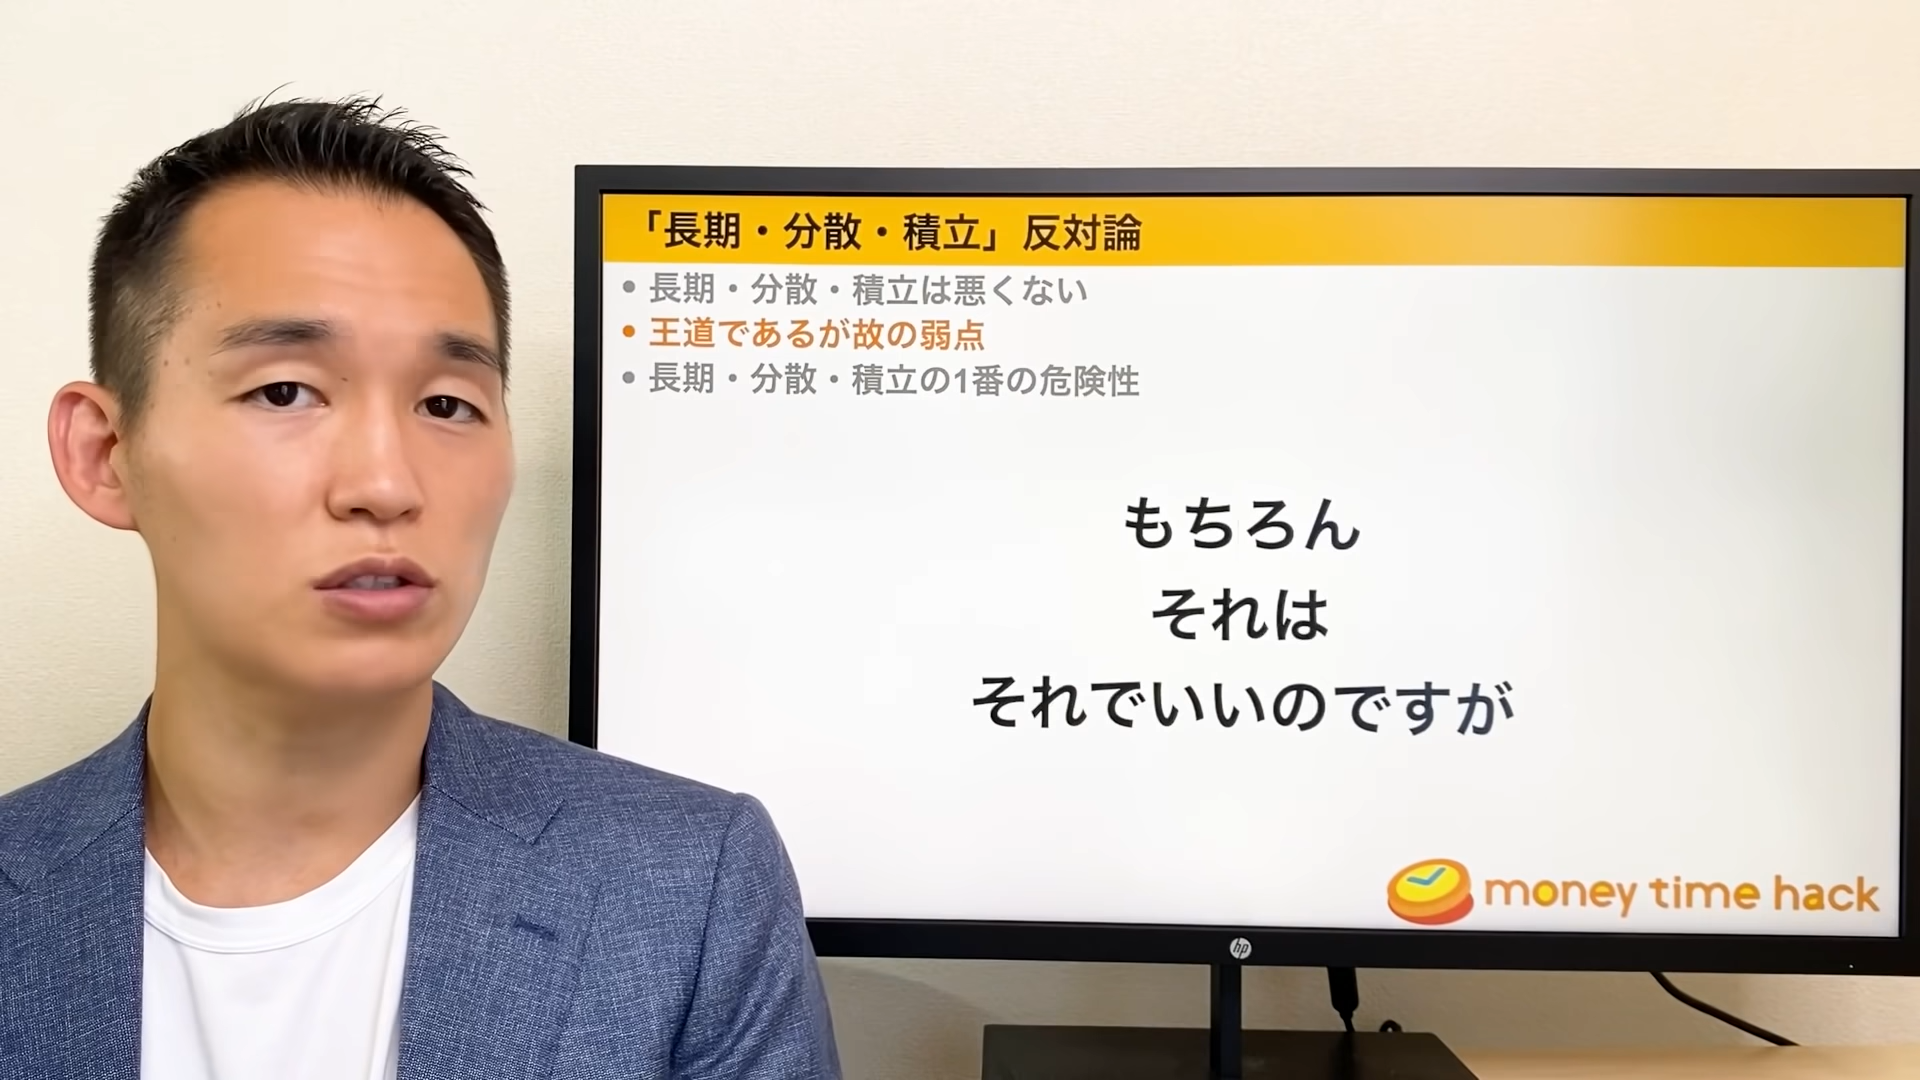 「長期・分散・積立」反対論
• 長期・分散・積立は悪くない
• 王道であるが故の弱点
• 長期・分散・積立の1番の危険性
もちろん
それは
それでいいのですが
money time hack
hp